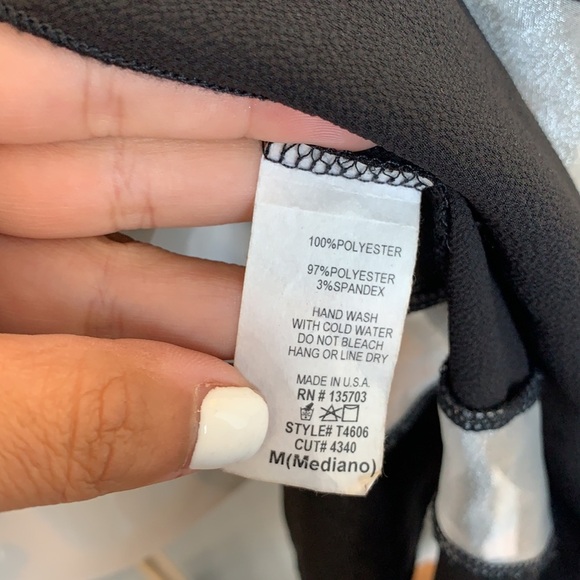 100%POLYESTER
97%POLYESTER
3%SPANDEX
HAND WASH
WITH COLD WATER
DO NOT BLEACH
HANG OR LINE DRY
MADE IN U.S.A.
RN # 135703
STYLE# T4606
CUT# 4340
M(Mediano)